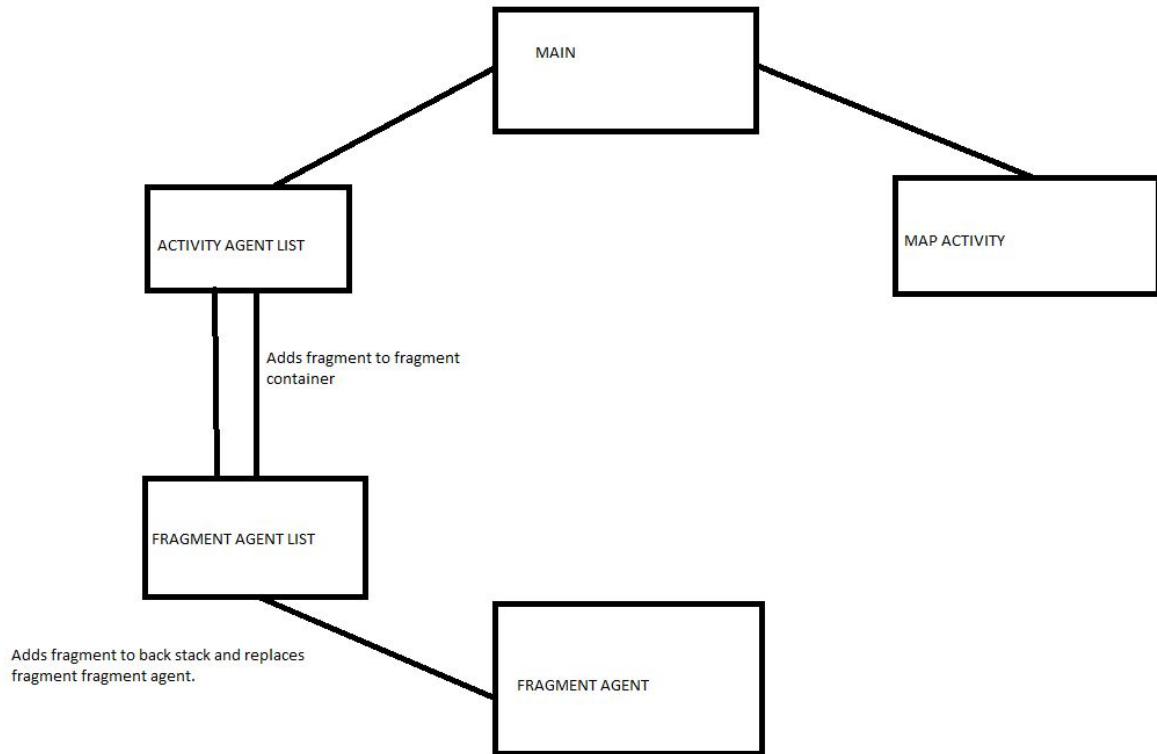 MAIN
ACTIVITY AGENT LIST
MAP ACTIVITY
Adds fragment to fragment
container
FRAGMENT AGENT LIST
Adds fragment to back stack and replaces
fragment fragment agent.
FRAGMENT AGENT